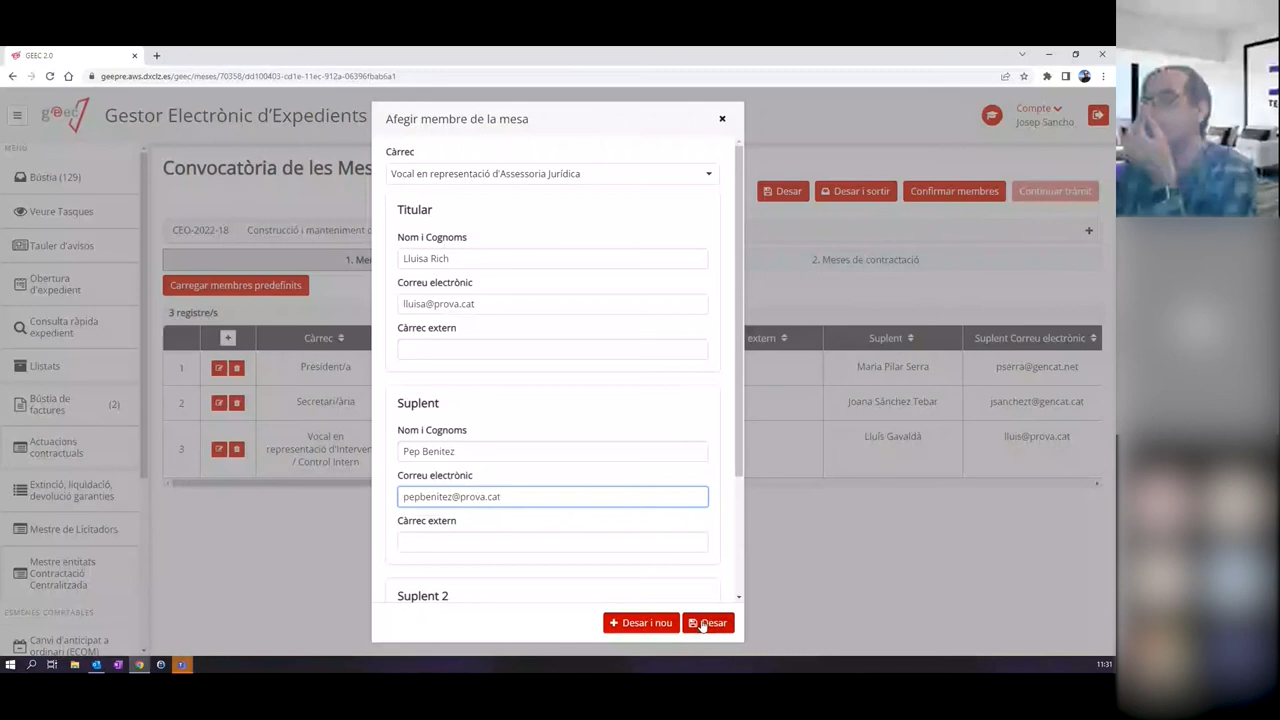 GEEC 2.0
geepre.aws.dxclz.es/geec/meses/70358/dd100403-cd1e-11ec-912a-06396fbab6a1
geec
Gestor Electrònic d'Expedients
Compte
Josep Sancho
MENU
Bústia (129)
Veure Tasques
Tauler d'avisos
Obertura
d'expedient
Consulta ràpida
expedient
Llistats
Bústia de
factures
(2)
Actuacions
contractuals
Extinció, liquidació,
devolució garanties
Mestre de Licitadors
Mestre entitats
Contractació
Centralitzada
ESMENES COMPTABLES
Canvi d'anticipat a
ordinari (ECOM)
Convocatòria de les Mes
Desar
Desar i sortir
Confirmar membres
Continuar tràmit
CEO-2022-18
Construcció i manteniment d
1. Me
2. Meses de contractació
Carregar membres predefinits
3 registre/s
Càrrec
extern
Suplent
Suplent Correu electrònic
1
President/a
Maria Pilar Serra
pserra@gencat.net
2
Secretari/ària
Joana Sánchez Tebar
jsanchezt@gencat.cat
3
Vocal en
representació d'Interven
/ Control Intern
Lluís Gavaldà
lluis@prova.cat
Afegir membre de la mesa
Càrrec
Vocal en representació d'Assessoria Jurídica
Titular
Nom i Cognoms
Lluisa Rich
Correu electrònic
lluisa@prova.cat
Càrrec extern
Suplent
Nom i Cognoms
Pep Benitez
Correu electrònic
pepbenitez@prova.cat
Càrrec extern
Suplent 2
Desar i nou
Desar
TE
11:31